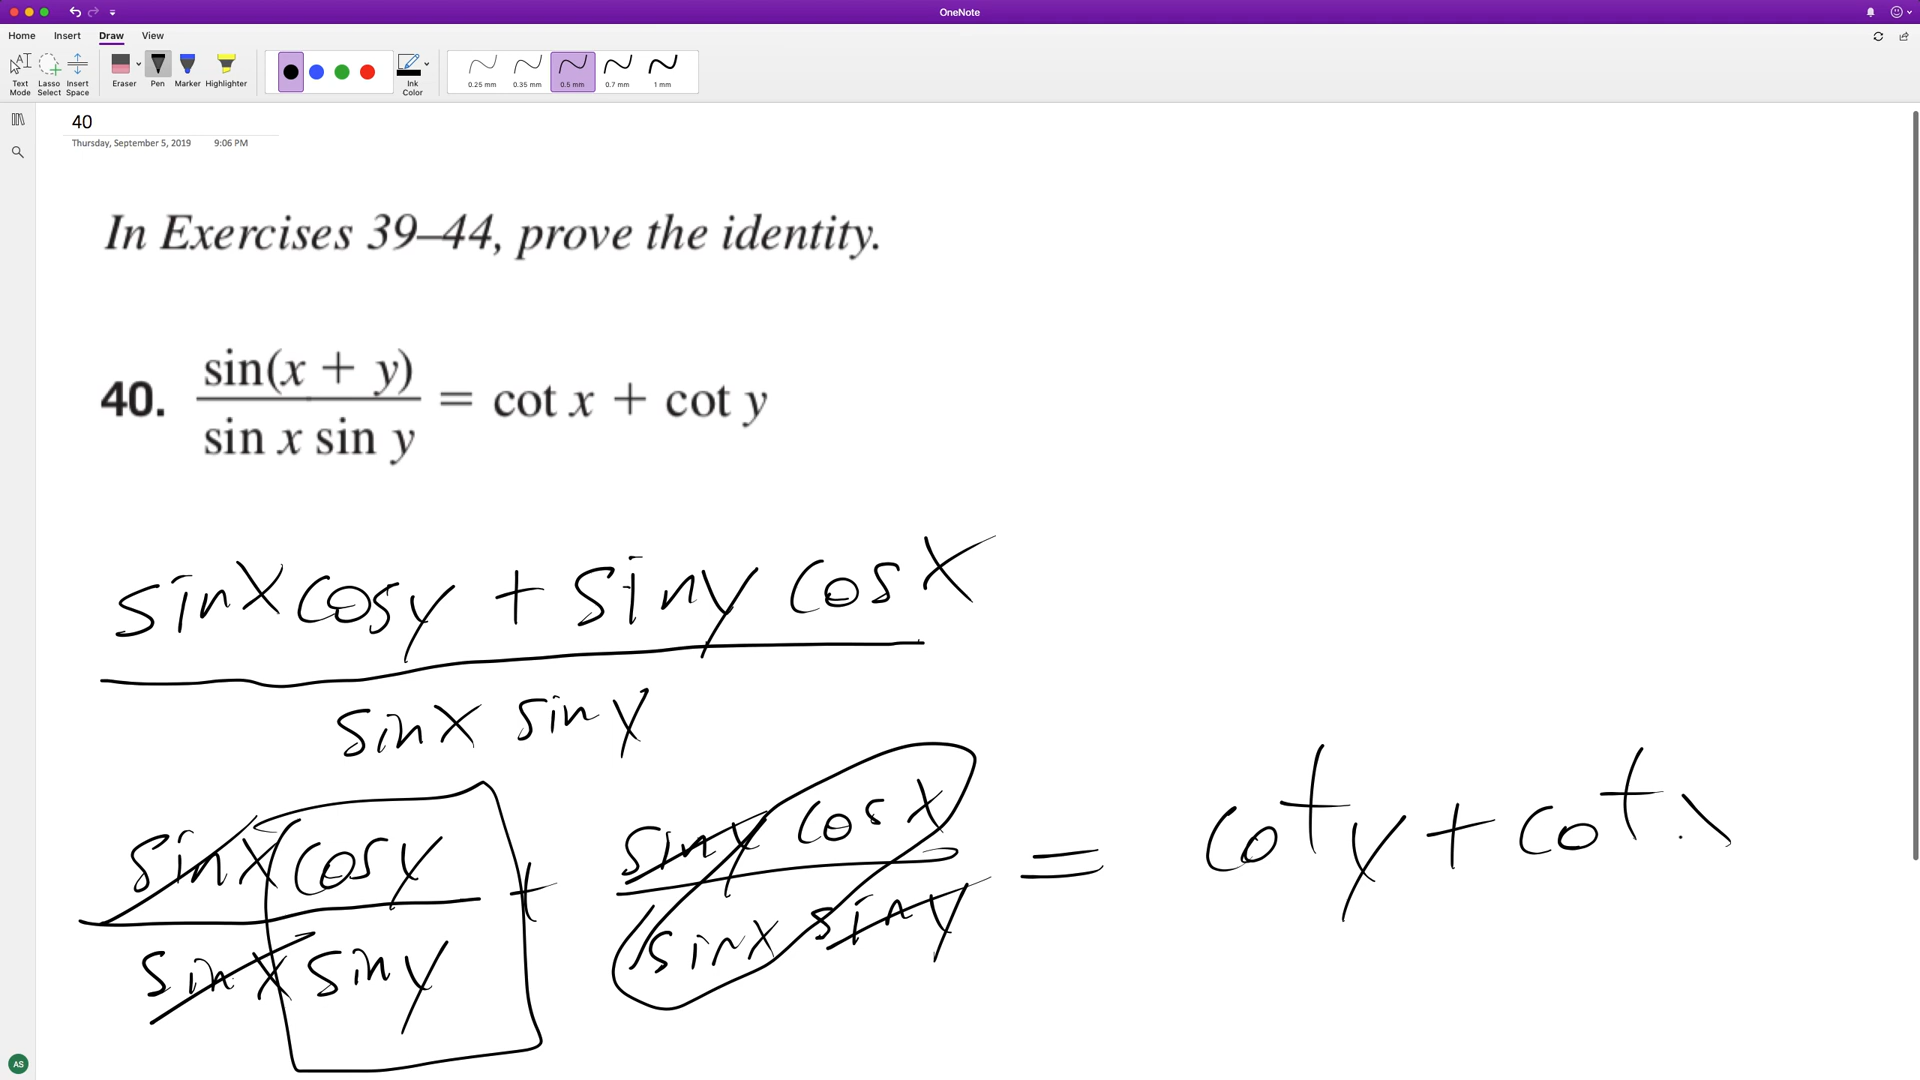 OneNote
Home Insert Draw View
Text Mode Lasso Select Insert Space Eraser Pen Marker Highlighter Ink Color 0.25 mm 0.35 mm 0.5 mm 0.7 mm 1 mm
40
Thursday, September 5, 2019 9:06 PM
In Exercises 39–44, prove the identity.
40. sin(x + y) / sin x sin y = cot x + cot y
sinx cosy + siny cosx
sinx siny
sinx cosy / sinx siny + siny cosx / sinx siny = coty + cot
AS